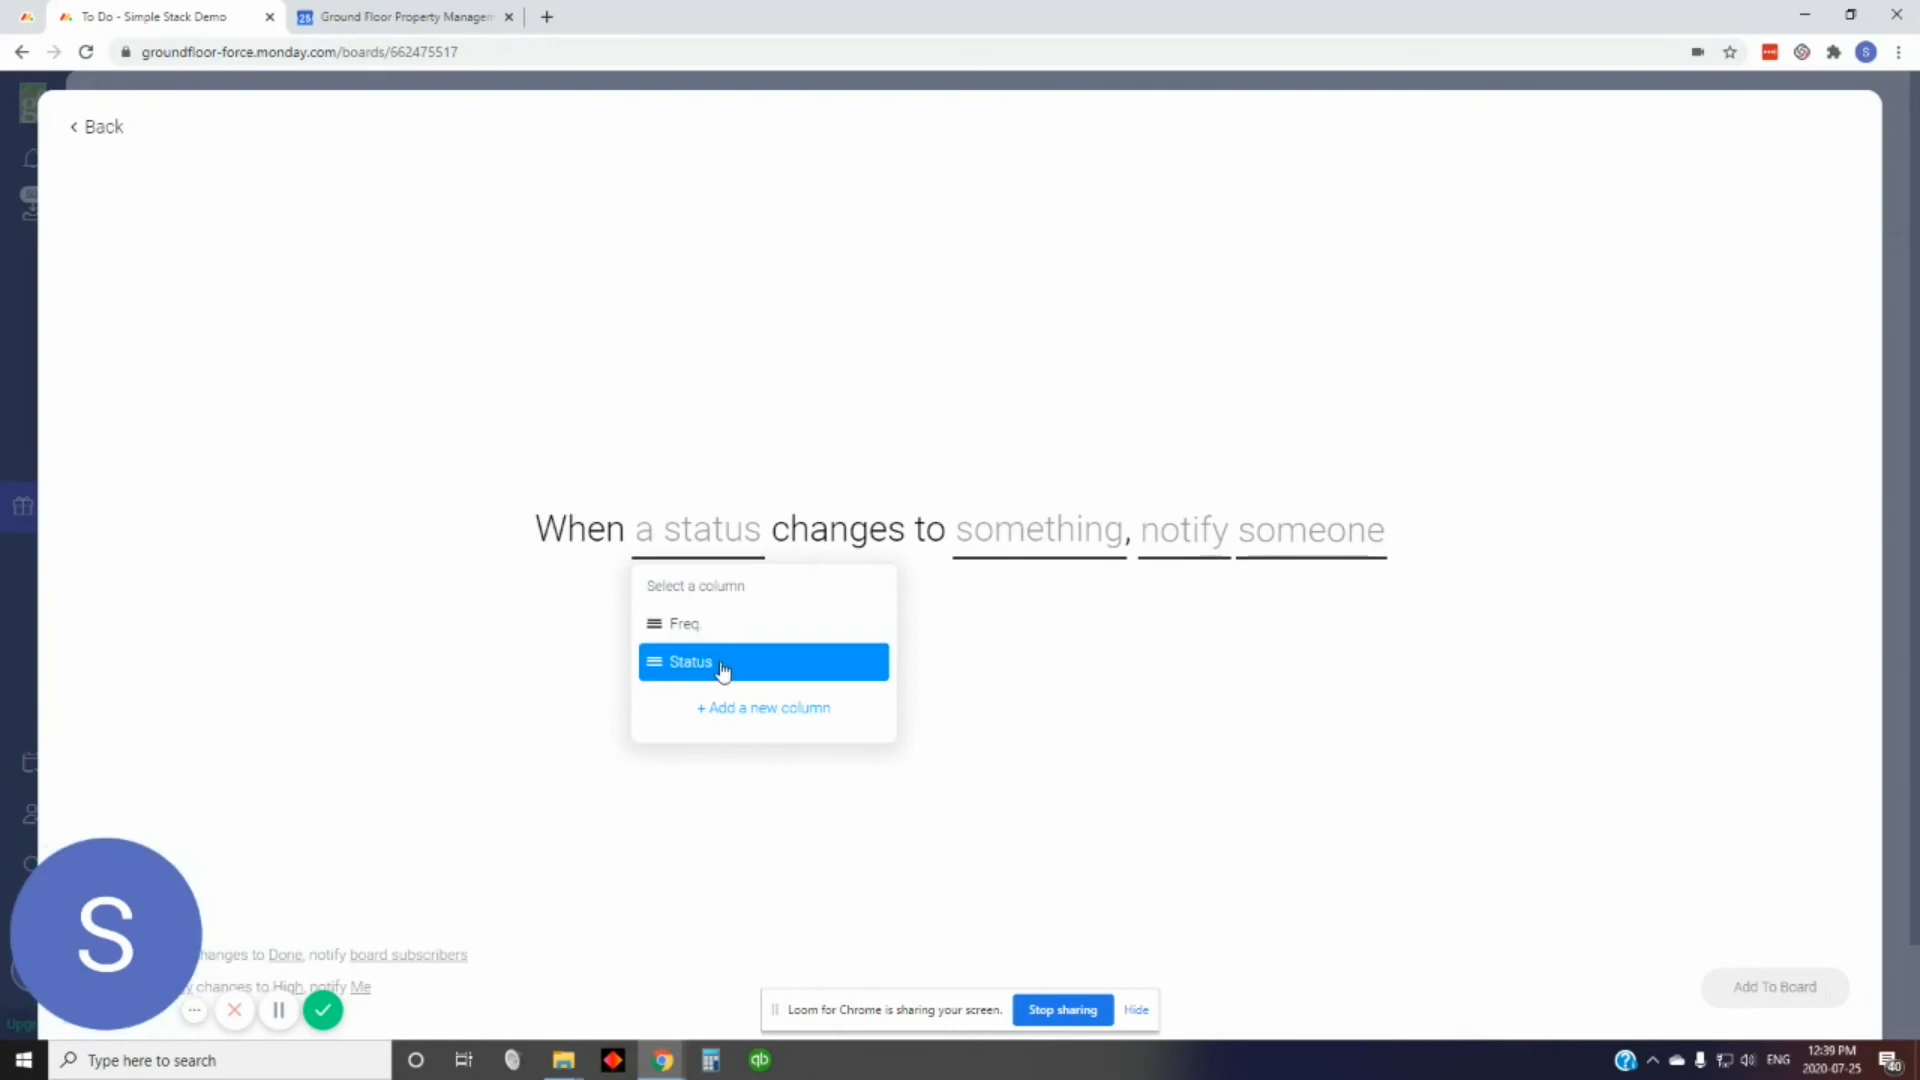 To Do - Simple Stack Demo
Ground Floor Property Managem
groundfloor-force.monday.com/boards/662475517
S
Back
When a status changes to something, notify someone
Select a column
Freq
Status
+ Add a new column
S
hanges to Done, notify board subscribers
changes to High, notify Me
Add To Board
Loom for Chrome is sharing your screen.
Stop sharing
Hide
Upgr
Type here to search
qb
ENG
12:39 PM
2020-07-25
40